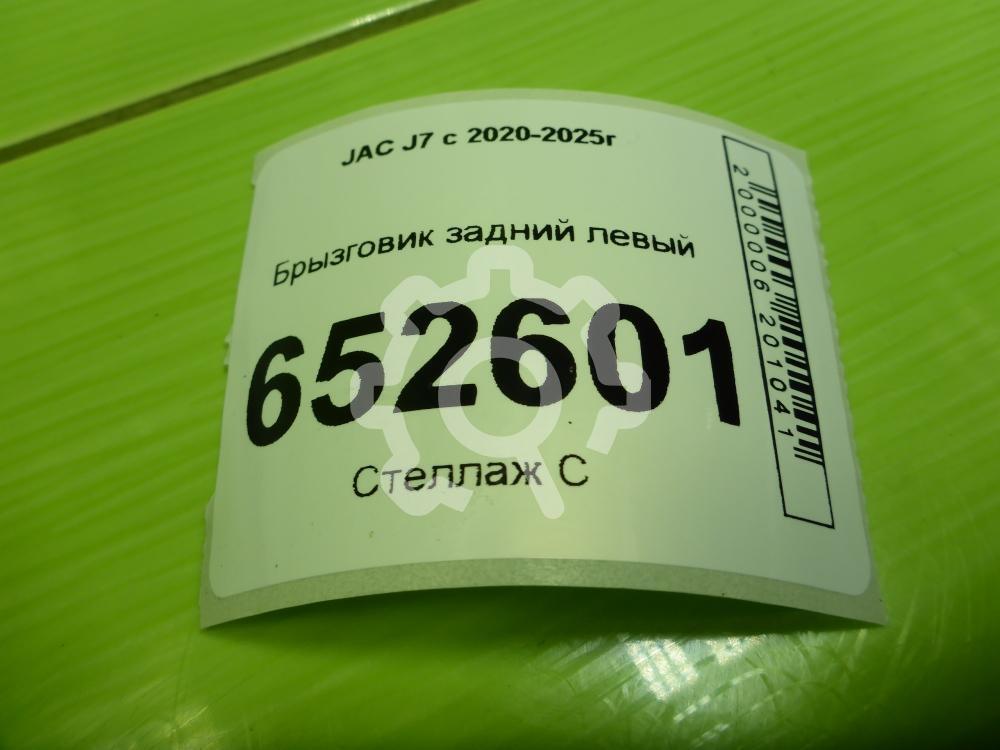 JAC J7 с 2020-2025г
Брызговик задний левый
652601
Стеллаж С
2000006201041